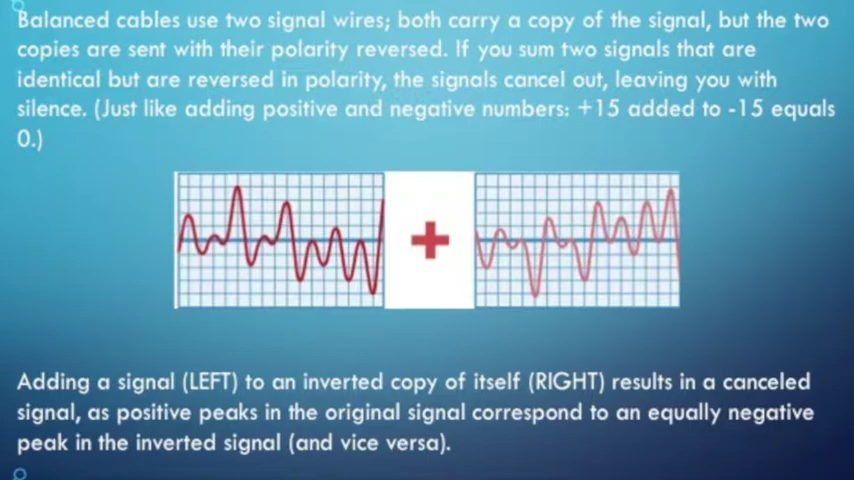 Balanced cables use two signal wires; both carry a copy of the signal, but the two
copies are sent with their polarity reversed. If you sum two signals that are
identical but are reversed in polarity, the signals cancel out, leaving you with
silence. (Just like adding positive and negative numbers: +15 added to -15 equals
0.)
+
Adding a signal (LEFT) to an inverted copy of itself (RIGHT) results in a canceled
signal, as positive peaks in the original signal correspond to an equally negative
peak in the inverted signal (and vice versa).